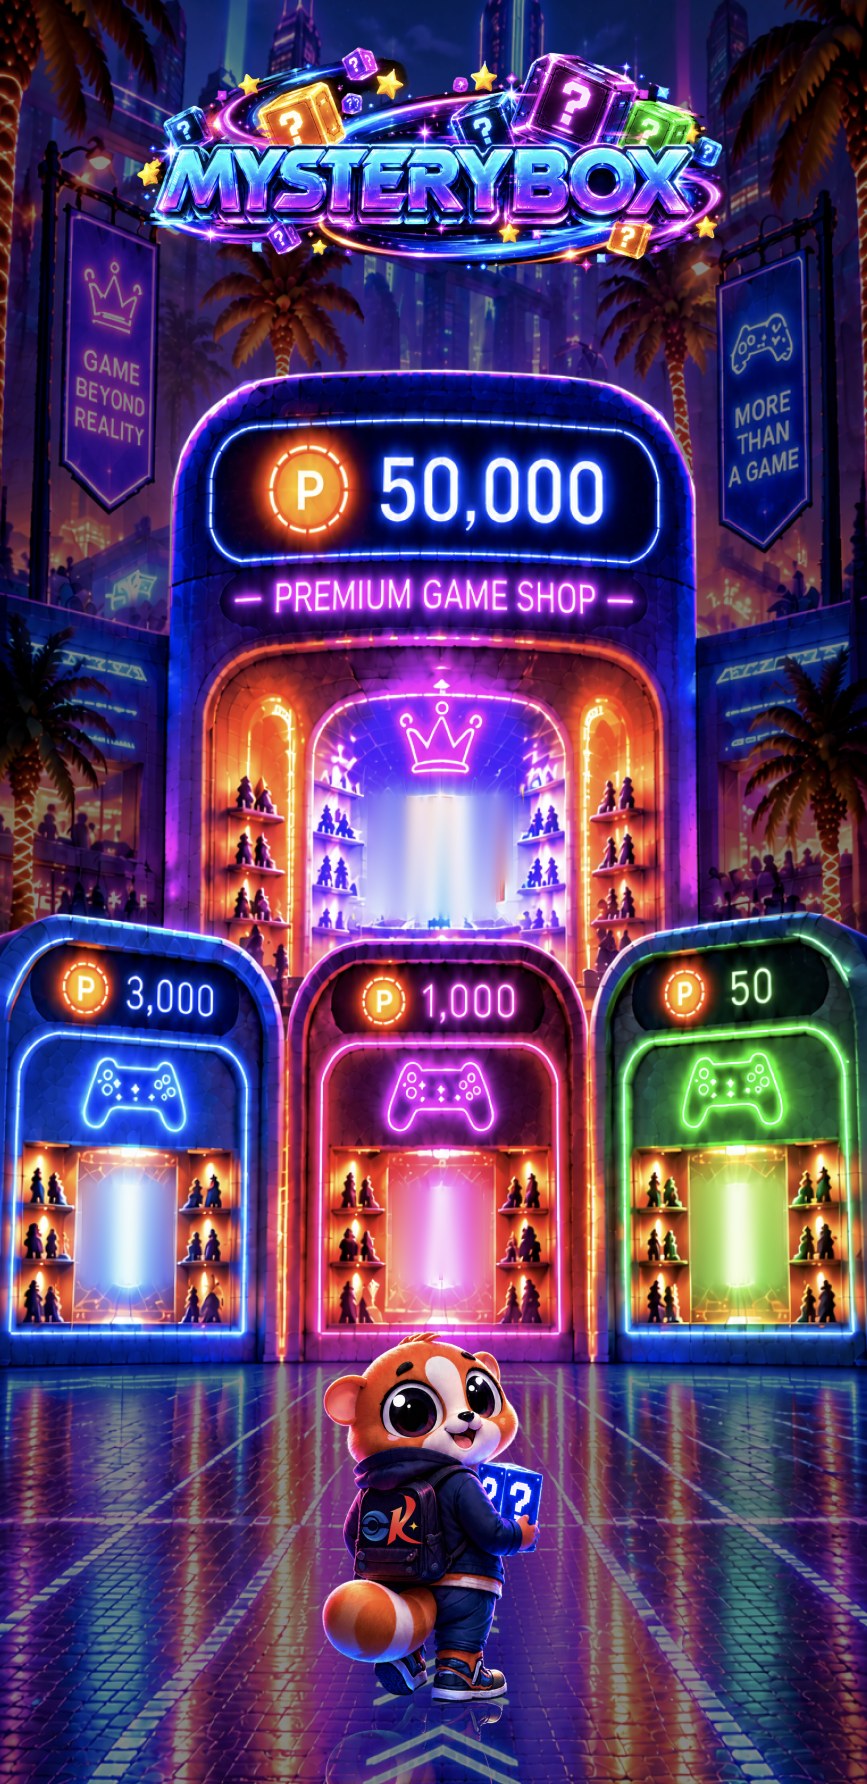 MYSTERYBOX
GAME
BEYOND
REALITY
MORE
THAN
A GAME
P 50,000
— PREMIUM GAME SHOP —
P 3,000
P 1,000
P 50
? ?
K